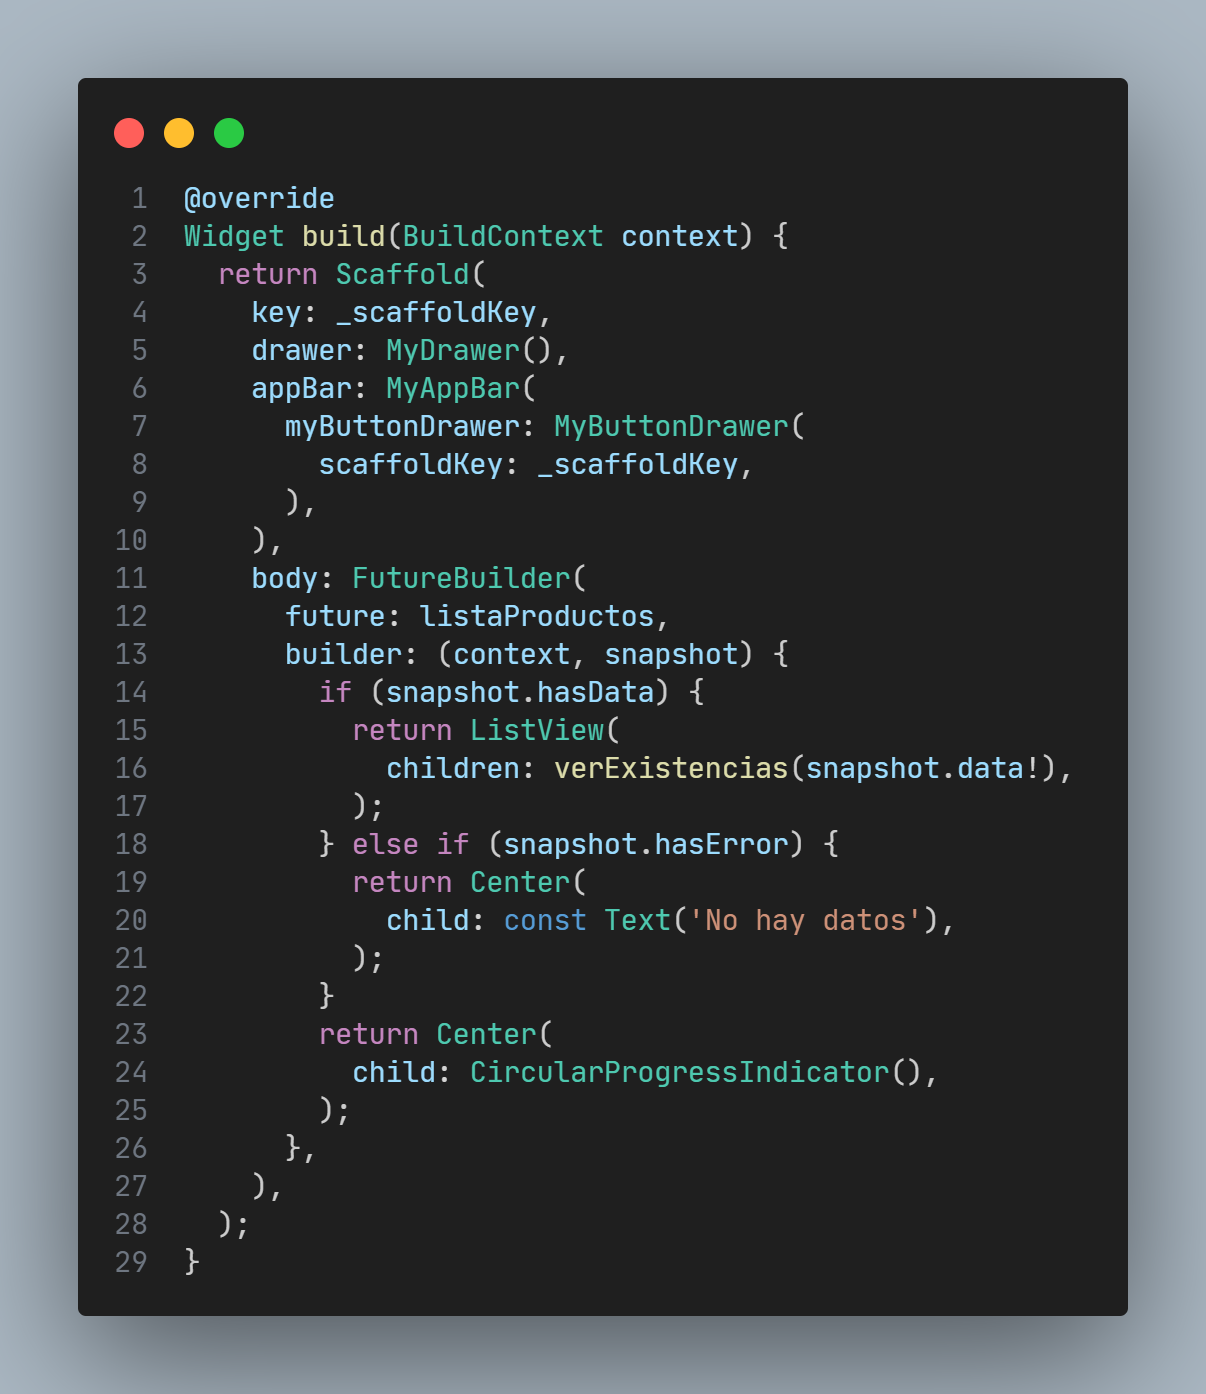 1 @override
2 Widget build(BuildContext context) {
3   return Scaffold(
4     key: _scaffoldKey,
5     drawer: MyDrawer(),
6     appBar: MyAppBar(
7       myButtonDrawer: MyButtonDrawer(
8         scaffoldKey: _scaffoldKey,
9       ),
10     ),
11     body: FutureBuilder(
12       future: listaProductos,
13       builder: (context, snapshot) {
14         if (snapshot.hasData) {
15           return ListView(
16             children: verExistencias(snapshot.data!),
17           );
18         } else if (snapshot.hasError) {
19           return Center(
20             child: const Text('No hay datos'),
21           );
22         }
23         return Center(
24           child: CircularProgressIndicator(),
25         );
26       },
27     ),
28   );
29 }